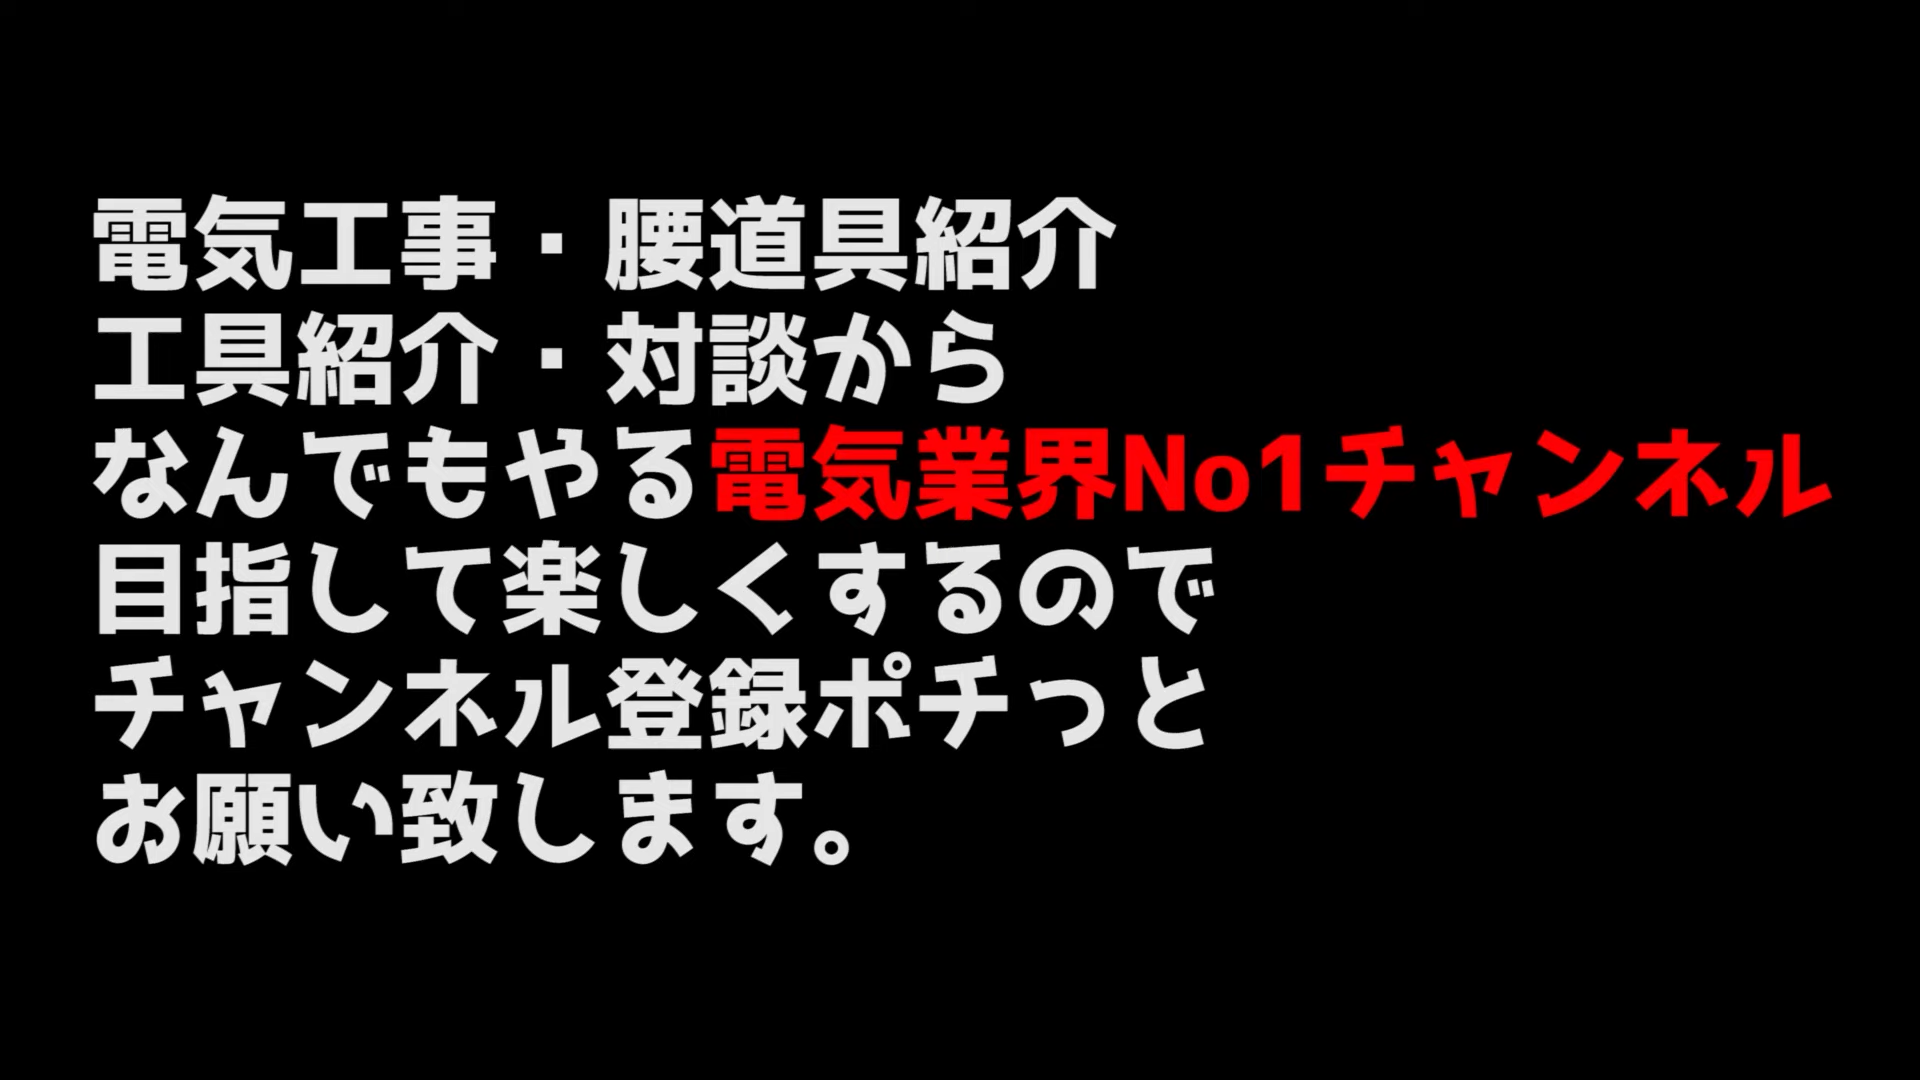 電気工事・腰道具紹介
工具紹介・対談から
なんでもやる電気業界No1チャンネル
目指して楽しくするので
チャンネル登録ポチっと
お願い致します。